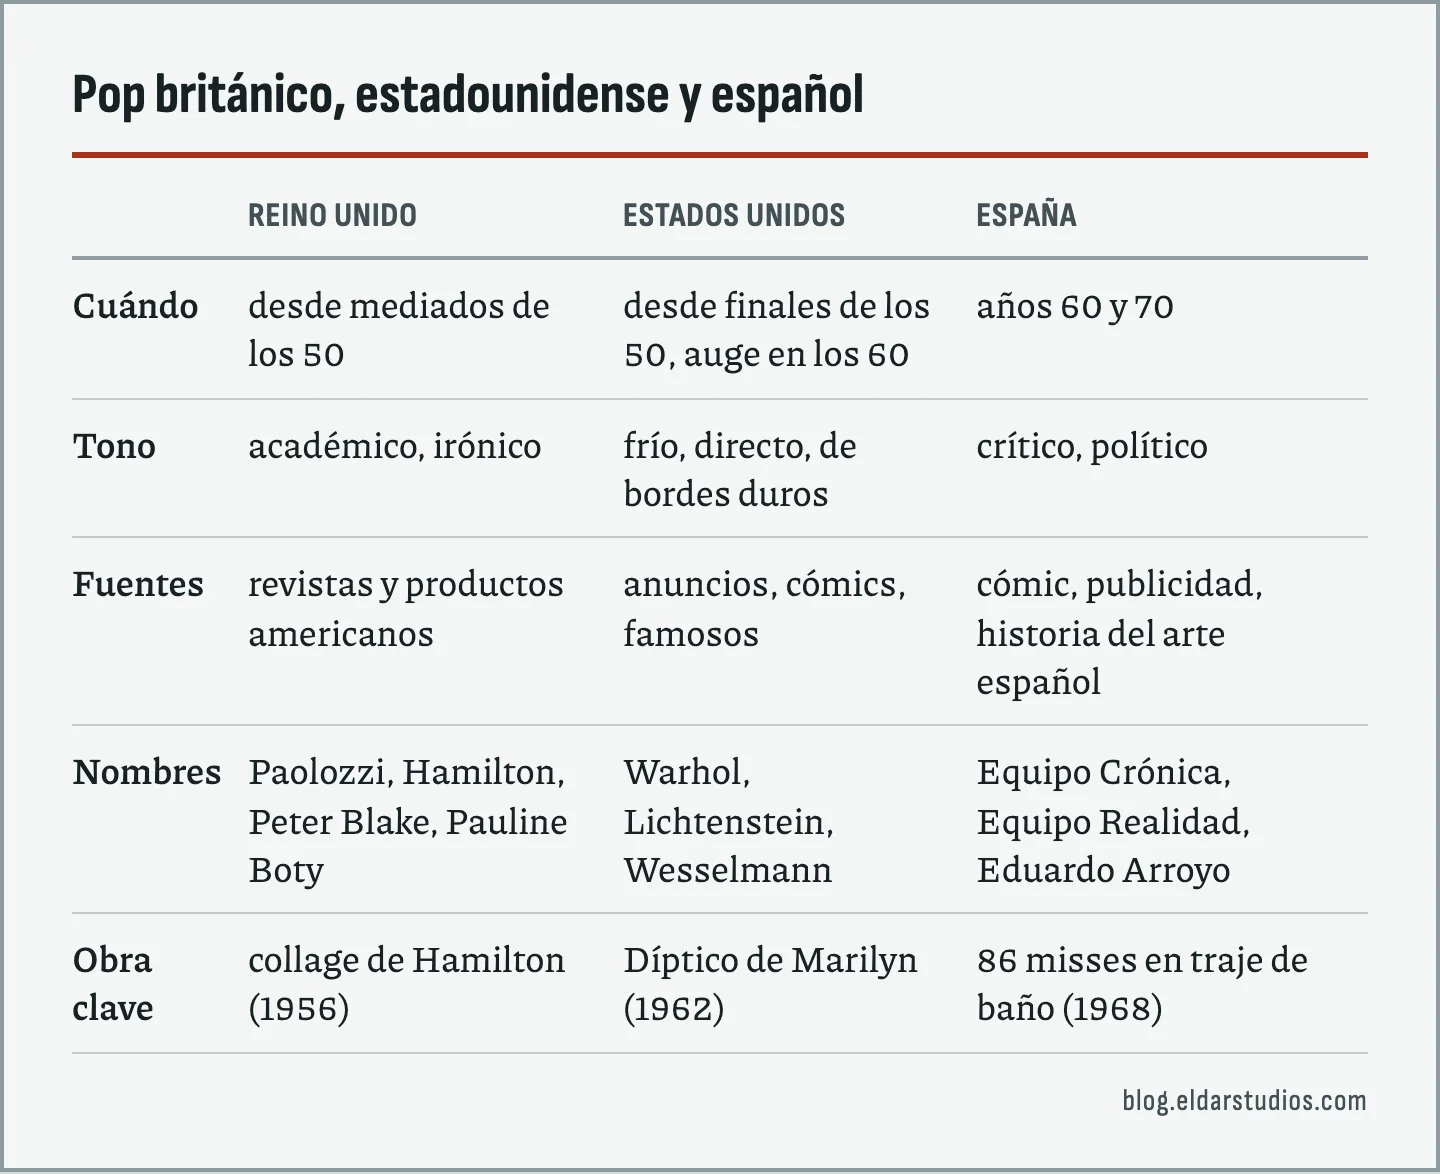 Pop británico, estadounidense y español
REINO UNIDO ESTADOS UNIDOS ESPAÑA
Cuándo desde mediados de desde finales de los años 60 y 70
los 50 50, auge en los 60
Tono académico, irónico frío, directo, de crítico, político
bordes duros
Fuentes revistas y productos anuncios, cómics, cómic, publicidad,
americanos famosos historia del arte
español
Nombres Paolozzi, Hamilton, Warhol, Equipo Crónica,
Peter Blake, Pauline Lichtenstein, Equipo Realidad,
Boty Wesselmann Eduardo Arroyo
Obra collage de Hamilton Díptico de Marilyn 86 misses en traje de
clave (1956) (1962) baño (1968)
blog.eldarstudios.com